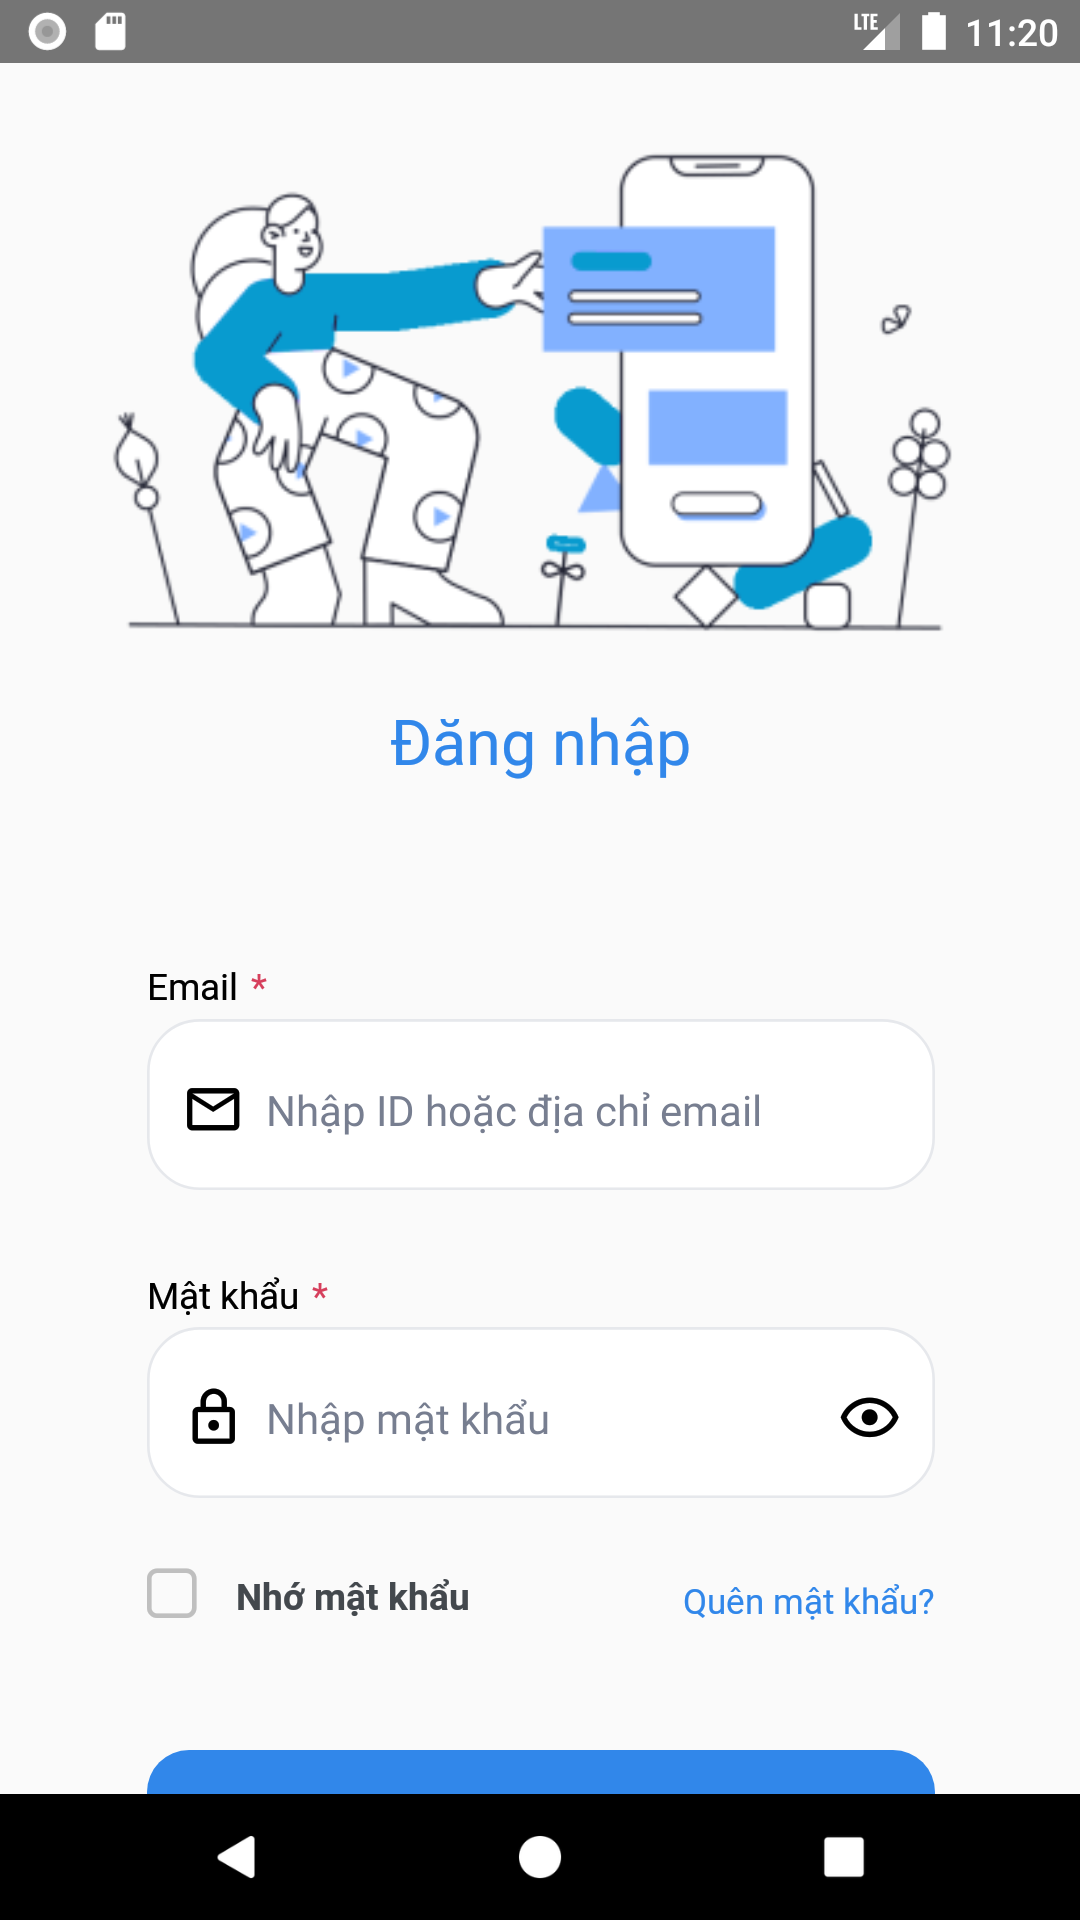 LTE 11:20
Đăng nhập
Email *
Nhập ID hoặc địa chỉ email
Mật khẩu *
Nhập mật khẩu
Nhớ mật khẩu
Quên mật khẩu?